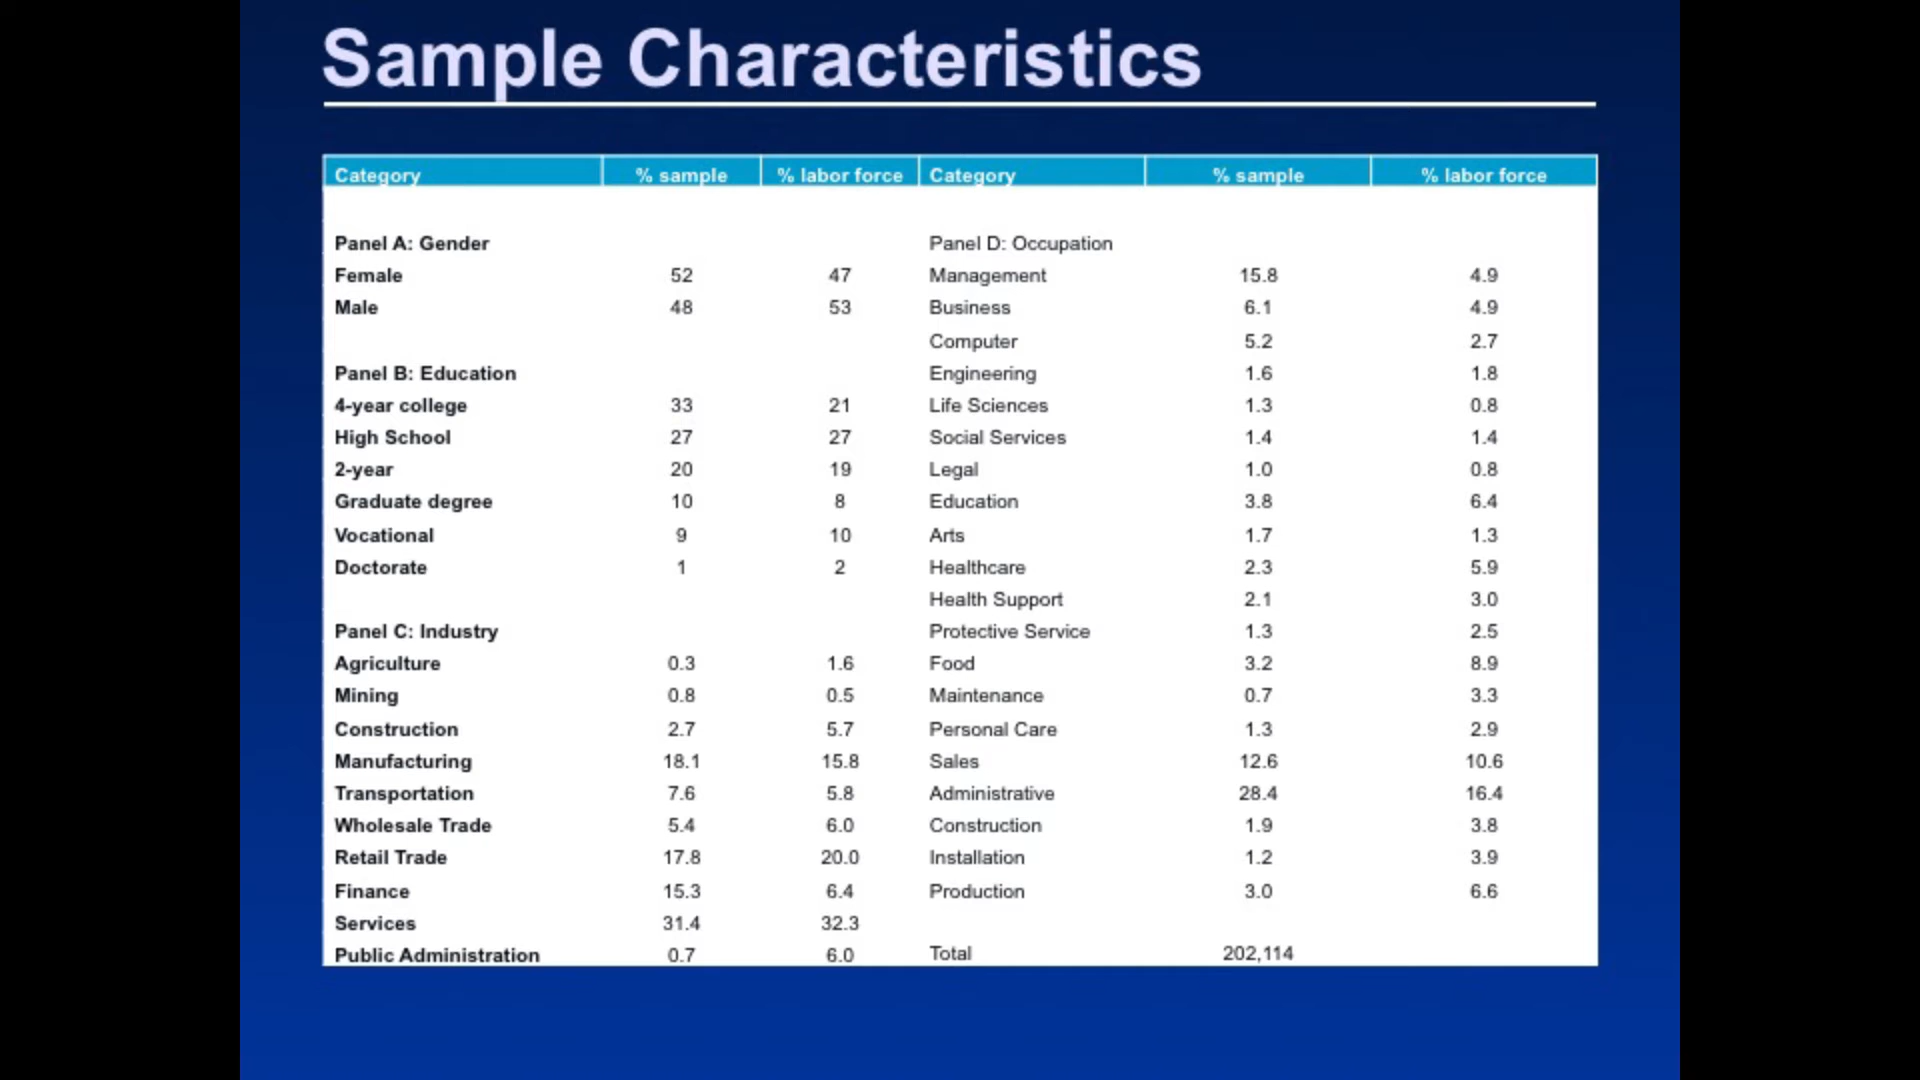 Sample Characteristics
Category % sample % labor force Category % sample % labor force
Panel A: Gender Panel D: Occupation
Female 52 47 Management 15.8 4.9
Male 48 53 Business 6.1 4.9
Computer 5.2 2.7
Panel B: Education Engineering 1.6 1.8
4-year college 33 21 Life Sciences 1.3 0.8
High School 27 27 Social Services 1.4 1.4
2-year 20 19 Legal 1.0 0.8
Graduate degree 10 8 Education 3.8 6.4
Vocational 9 10 Arts 1.7 1.3
Doctorate 1 2 Healthcare 2.3 5.9
Health Support 2.1 3.0
Panel C: Industry Protective Service 1.3 2.5
Agriculture 0.3 1.6 Food 3.2 8.9
Mining 0.8 0.5 Maintenance 0.7 3.3
Construction 2.7 5.7 Personal Care 1.3 2.9
Manufacturing 18.1 15.8 Sales 12.6 10.6
Transportation 7.6 5.8 Administrative 28.4 16.4
Wholesale Trade 5.4 6.0 Construction 1.9 3.8
Retail Trade 17.8 20.0 Installation 1.2 3.9
Finance 15.3 6.4 Production 3.0 6.6
Services 31.4 32.3
Public Administration 0.7 6.0 Total 202,114